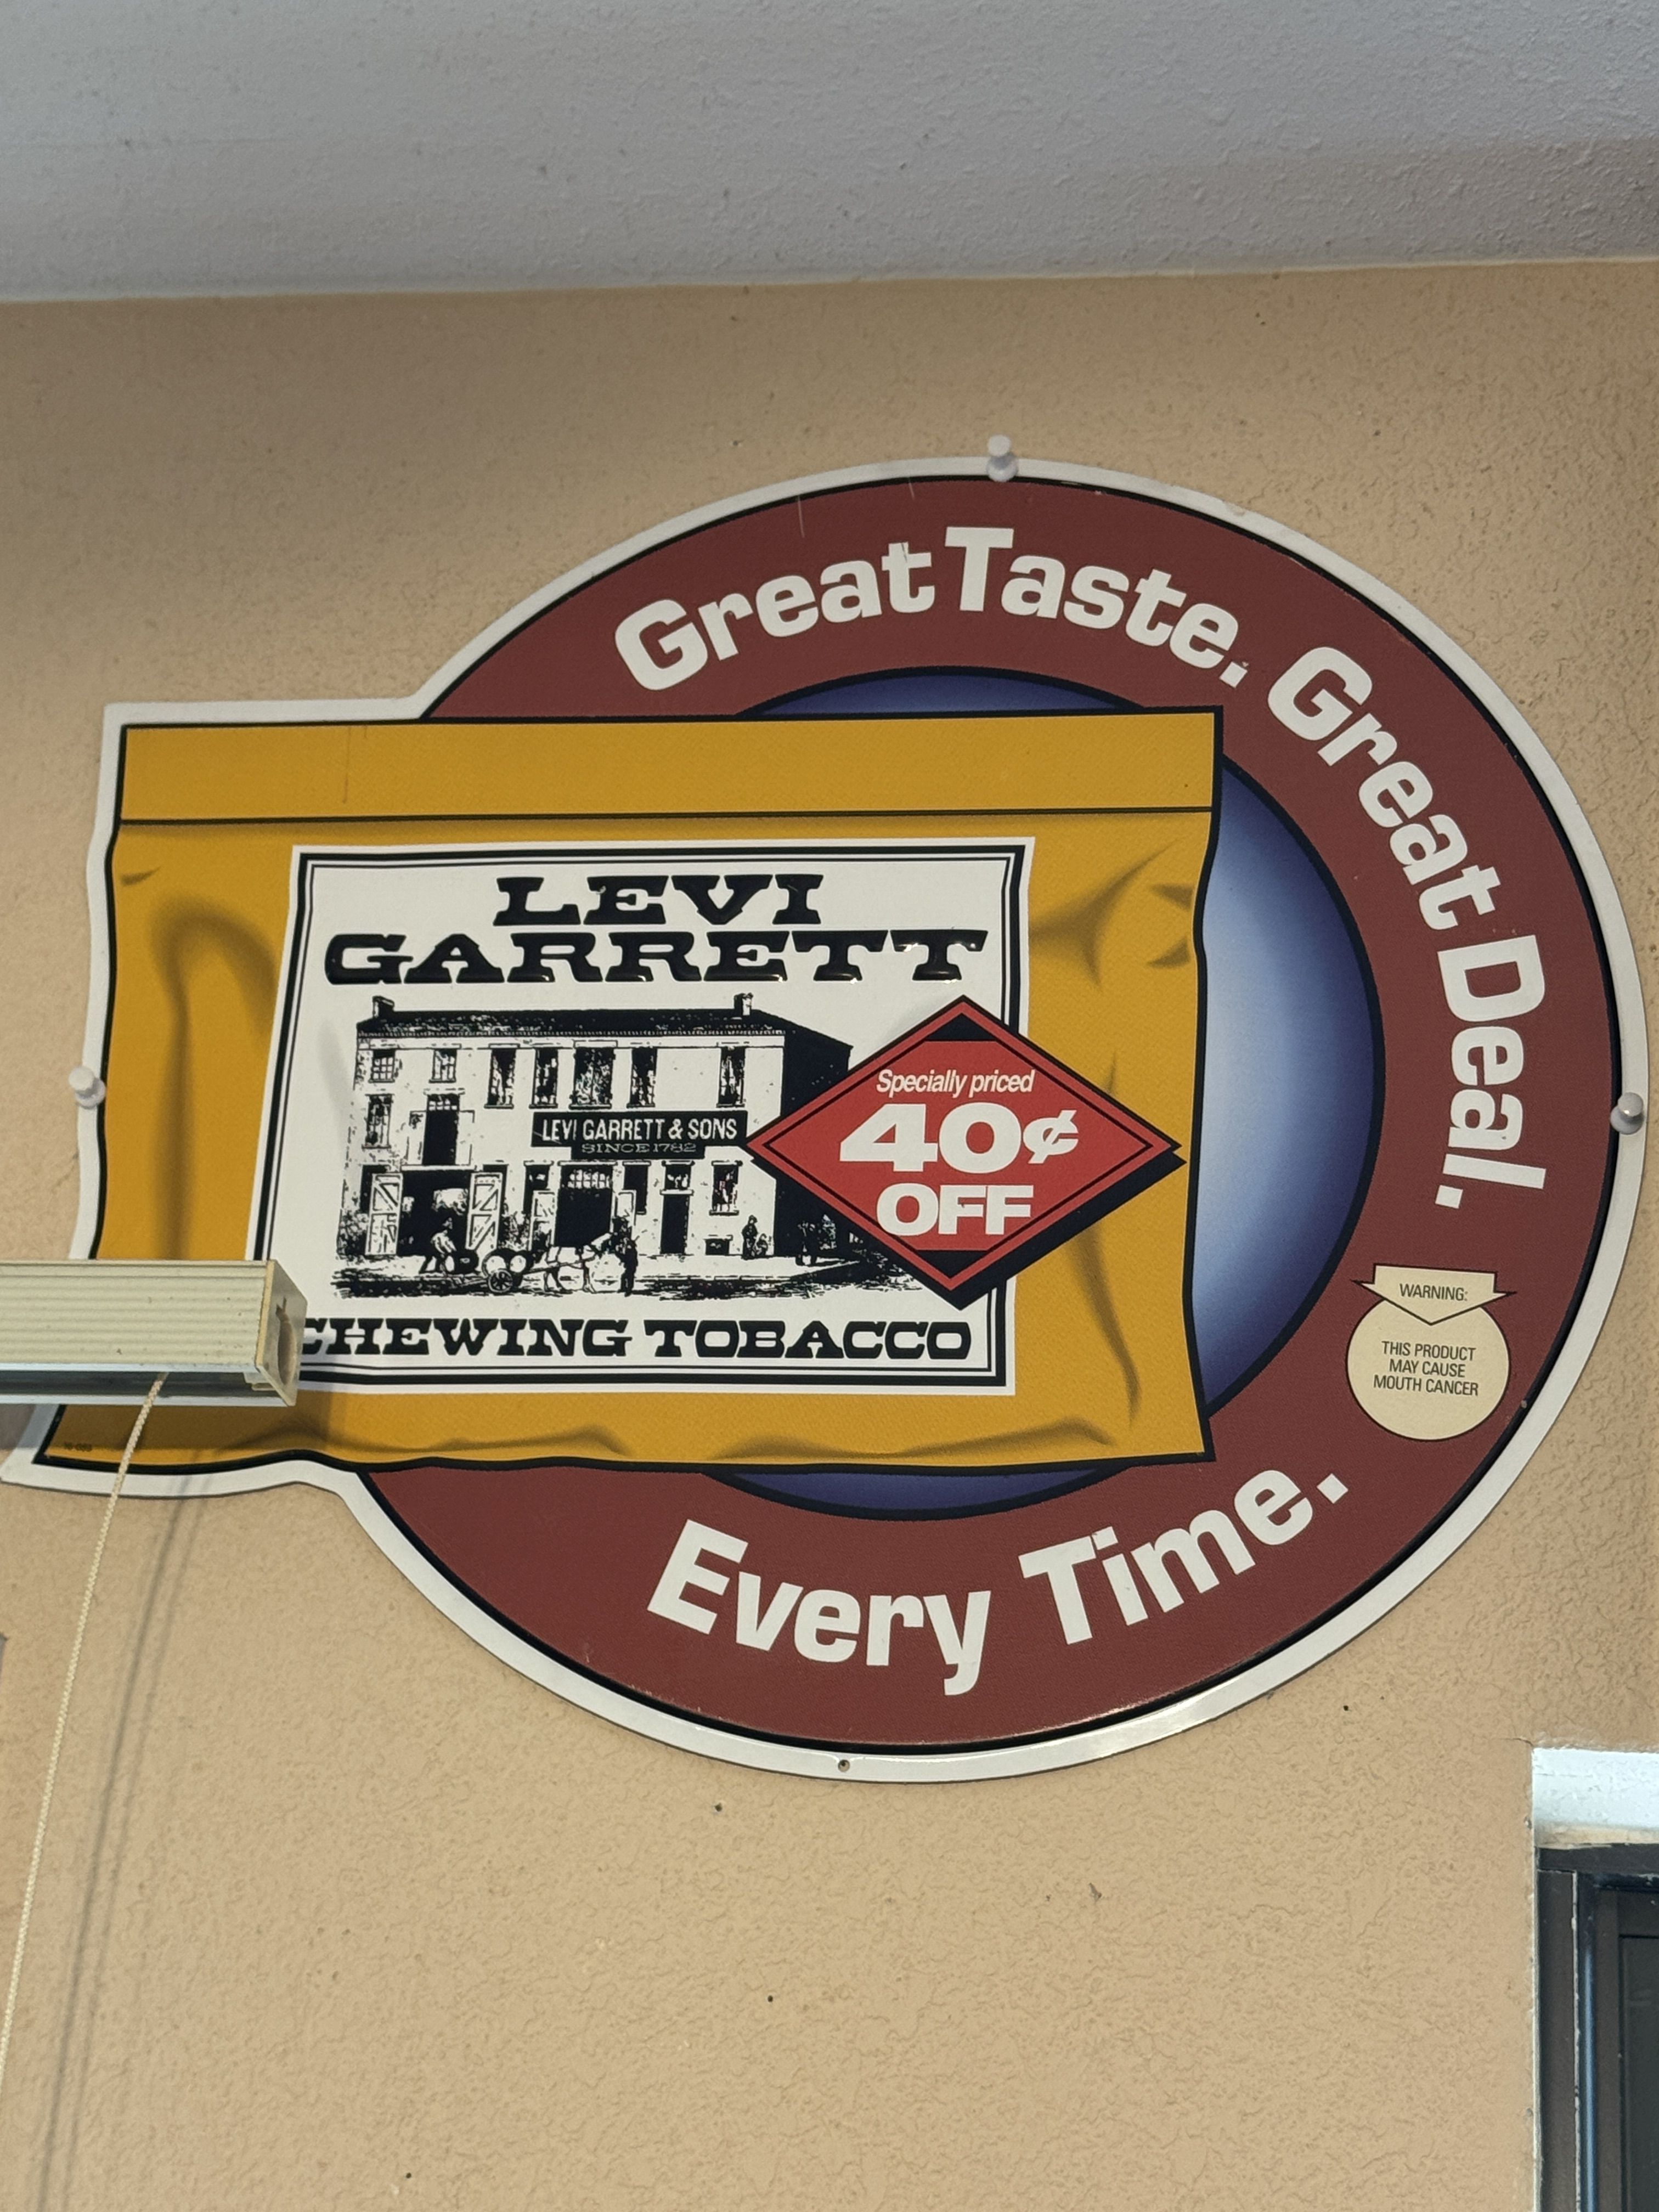 Great Taste. Great Deal.
LEVI
GARRETT
LEVI GARRETT & SONS
SINCE 1782
Specially priced
40¢
OFF
CHEWING TOBACCO
WARNING:
THIS PRODUCT
MAY CAUSE
MOUTH CANCER
Every Time.